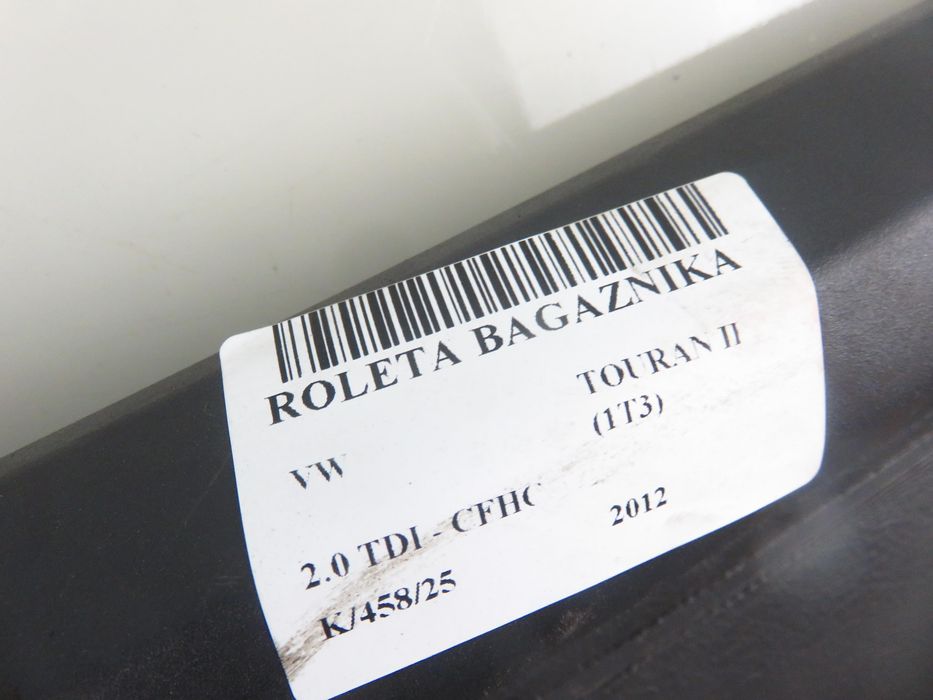 ROLETA BAGAZNIKA
VW TOURAN II
(1T3)
2.0 TDI - CFHC 2012
K/458/25